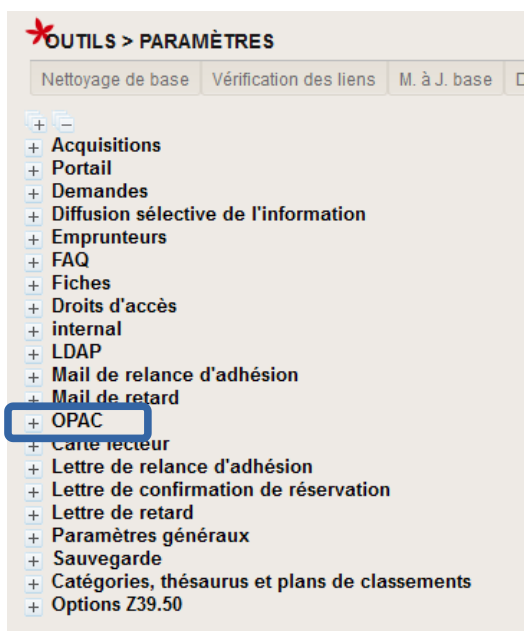 OUTILS > PARAMÈTRES
Nettoyage de base Vérification des liens M. à J. base
Acquisitions
Portail
Demandes
Diffusion sélective de l'information
Emprunteurs
FAQ
Fiches
Droits d'accès
internal
LDAP
Mail de relance d'adhésion
Mail de retard
OPAC
Carte lecteur
Lettre de relance d'adhésion
Lettre de confirmation de réservation
Lettre de retard
Paramètres généraux
Sauvegarde
Catégories, thésaurus et plans de classements
Options Z39.50